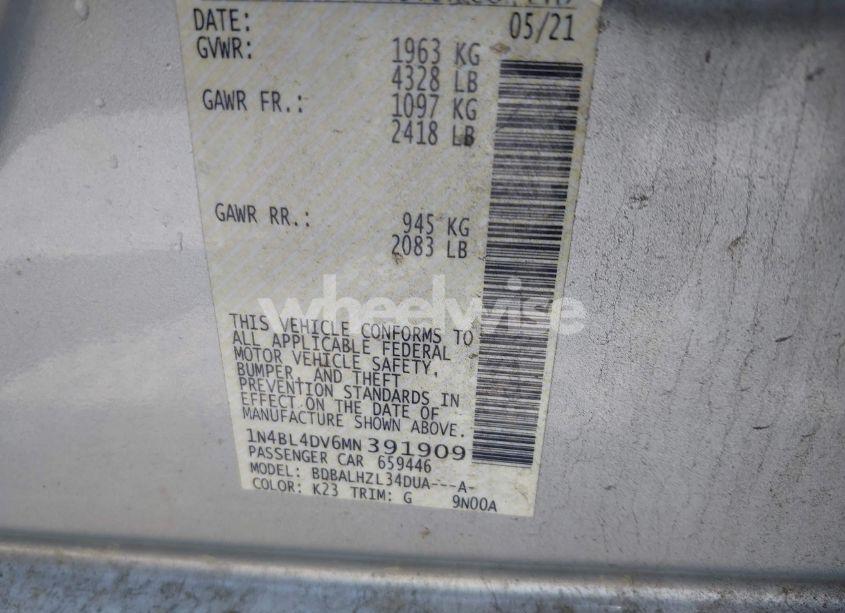 DATE: 05/21
GVWR: 1963 KG
4328 LB
GAWR FR.: 1097 KG
2418 LB
GAWR RR.: 945 KG
2083 LB
wheelwise
THIS VEHICLE CONFORMS TO
ALL APPLICABLE FEDERAL
MOTOR VEHICLE SAFETY,
BUMPER, AND THEFT
PREVENTION STANDARDS IN
EFFECT ON THE DATE OF
MANUFACTURE SHOWN ABOVE.
1N4BL4DV6MN391909
PASSENGER CAR 659446
MODEL: BDBALHZL34DUA---A-
COLOR: K23 TRIM: G 9N00A